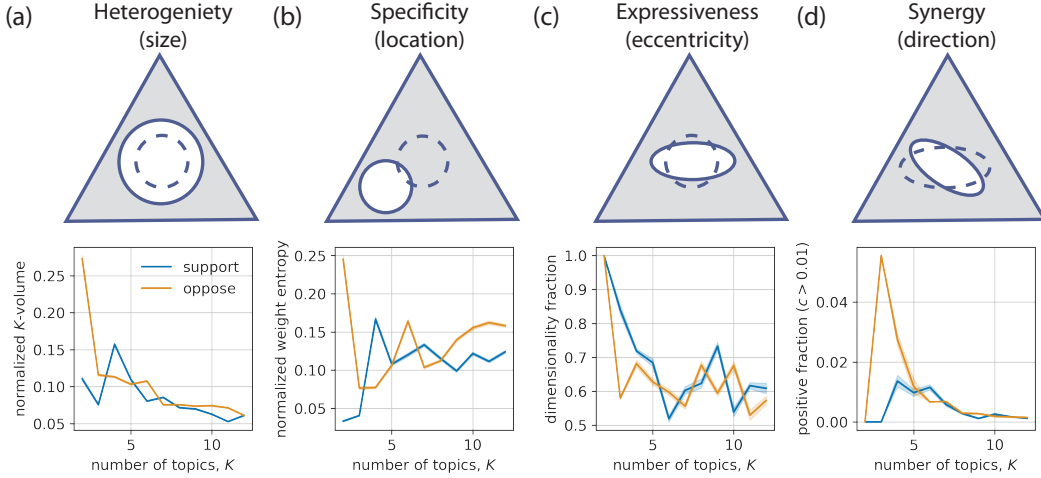 (a)
Heterogeniety
(size)
(b)
Specificity
(location)
(c)
Expressiveness
(eccentricity)
(d)
Synergy
(direction)
normalized K-volume
0.25
0.20
0.15
0.10
0.05
support
oppose
5
10
number of topics, K
normalized weight entropy
0.25
0.20
0.15
0.10
0.05
5
10
number of topics, K
dimensionality fraction
1.0
0.9
0.8
0.7
0.6
0.5
5
10
number of topics, K
positive fraction (c > 0.01)
0.04
0.02
0.00
5
10
number of topics, K